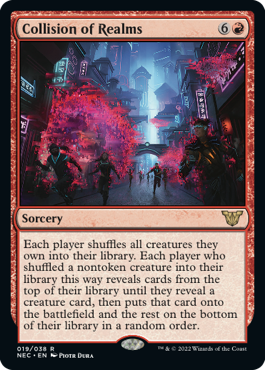 Collision of Realms 6
Sorcery
Each player shuffles all creatures they
own into their library. Each player who
shuffled a nontoken creature into their
library this way reveals cards from the
top of their library until they reveal a
creature card, then puts that card onto
the battlefield and the rest on the bottom
of their library in a random order.
019/038 R
NEC • EN Piotr Dura
™ & © 2022 Wizards of the Coast